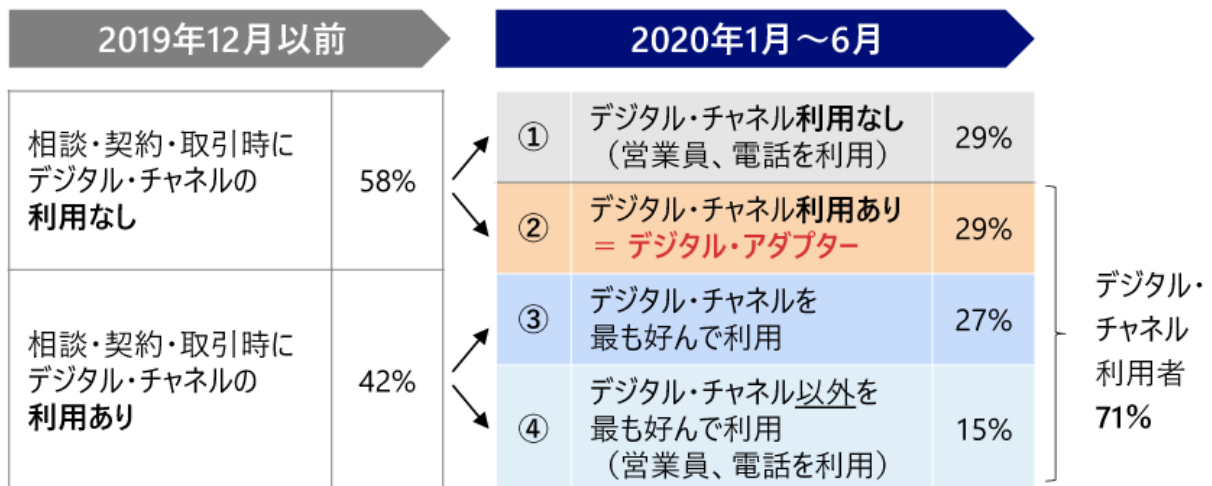 2019年12月以前
2020年1月～6月
相談・契約・取引時に
デジタル・チャネルの
利用なし
58%
①
デジタル・チャネル利用なし
（営業員、電話を利用）
29%
②
デジタル・チャネル利用あり
＝ デジタル・アダプター
29%
相談・契約・取引時に
デジタル・チャネルの
利用あり
42%
③
デジタル・チャネルを
最も好んで利用
27%
④
デジタル・チャネル以外を
最も好んで利用
（営業員、電話を利用）
15%
デジタル・
チャネル
利用者
71%